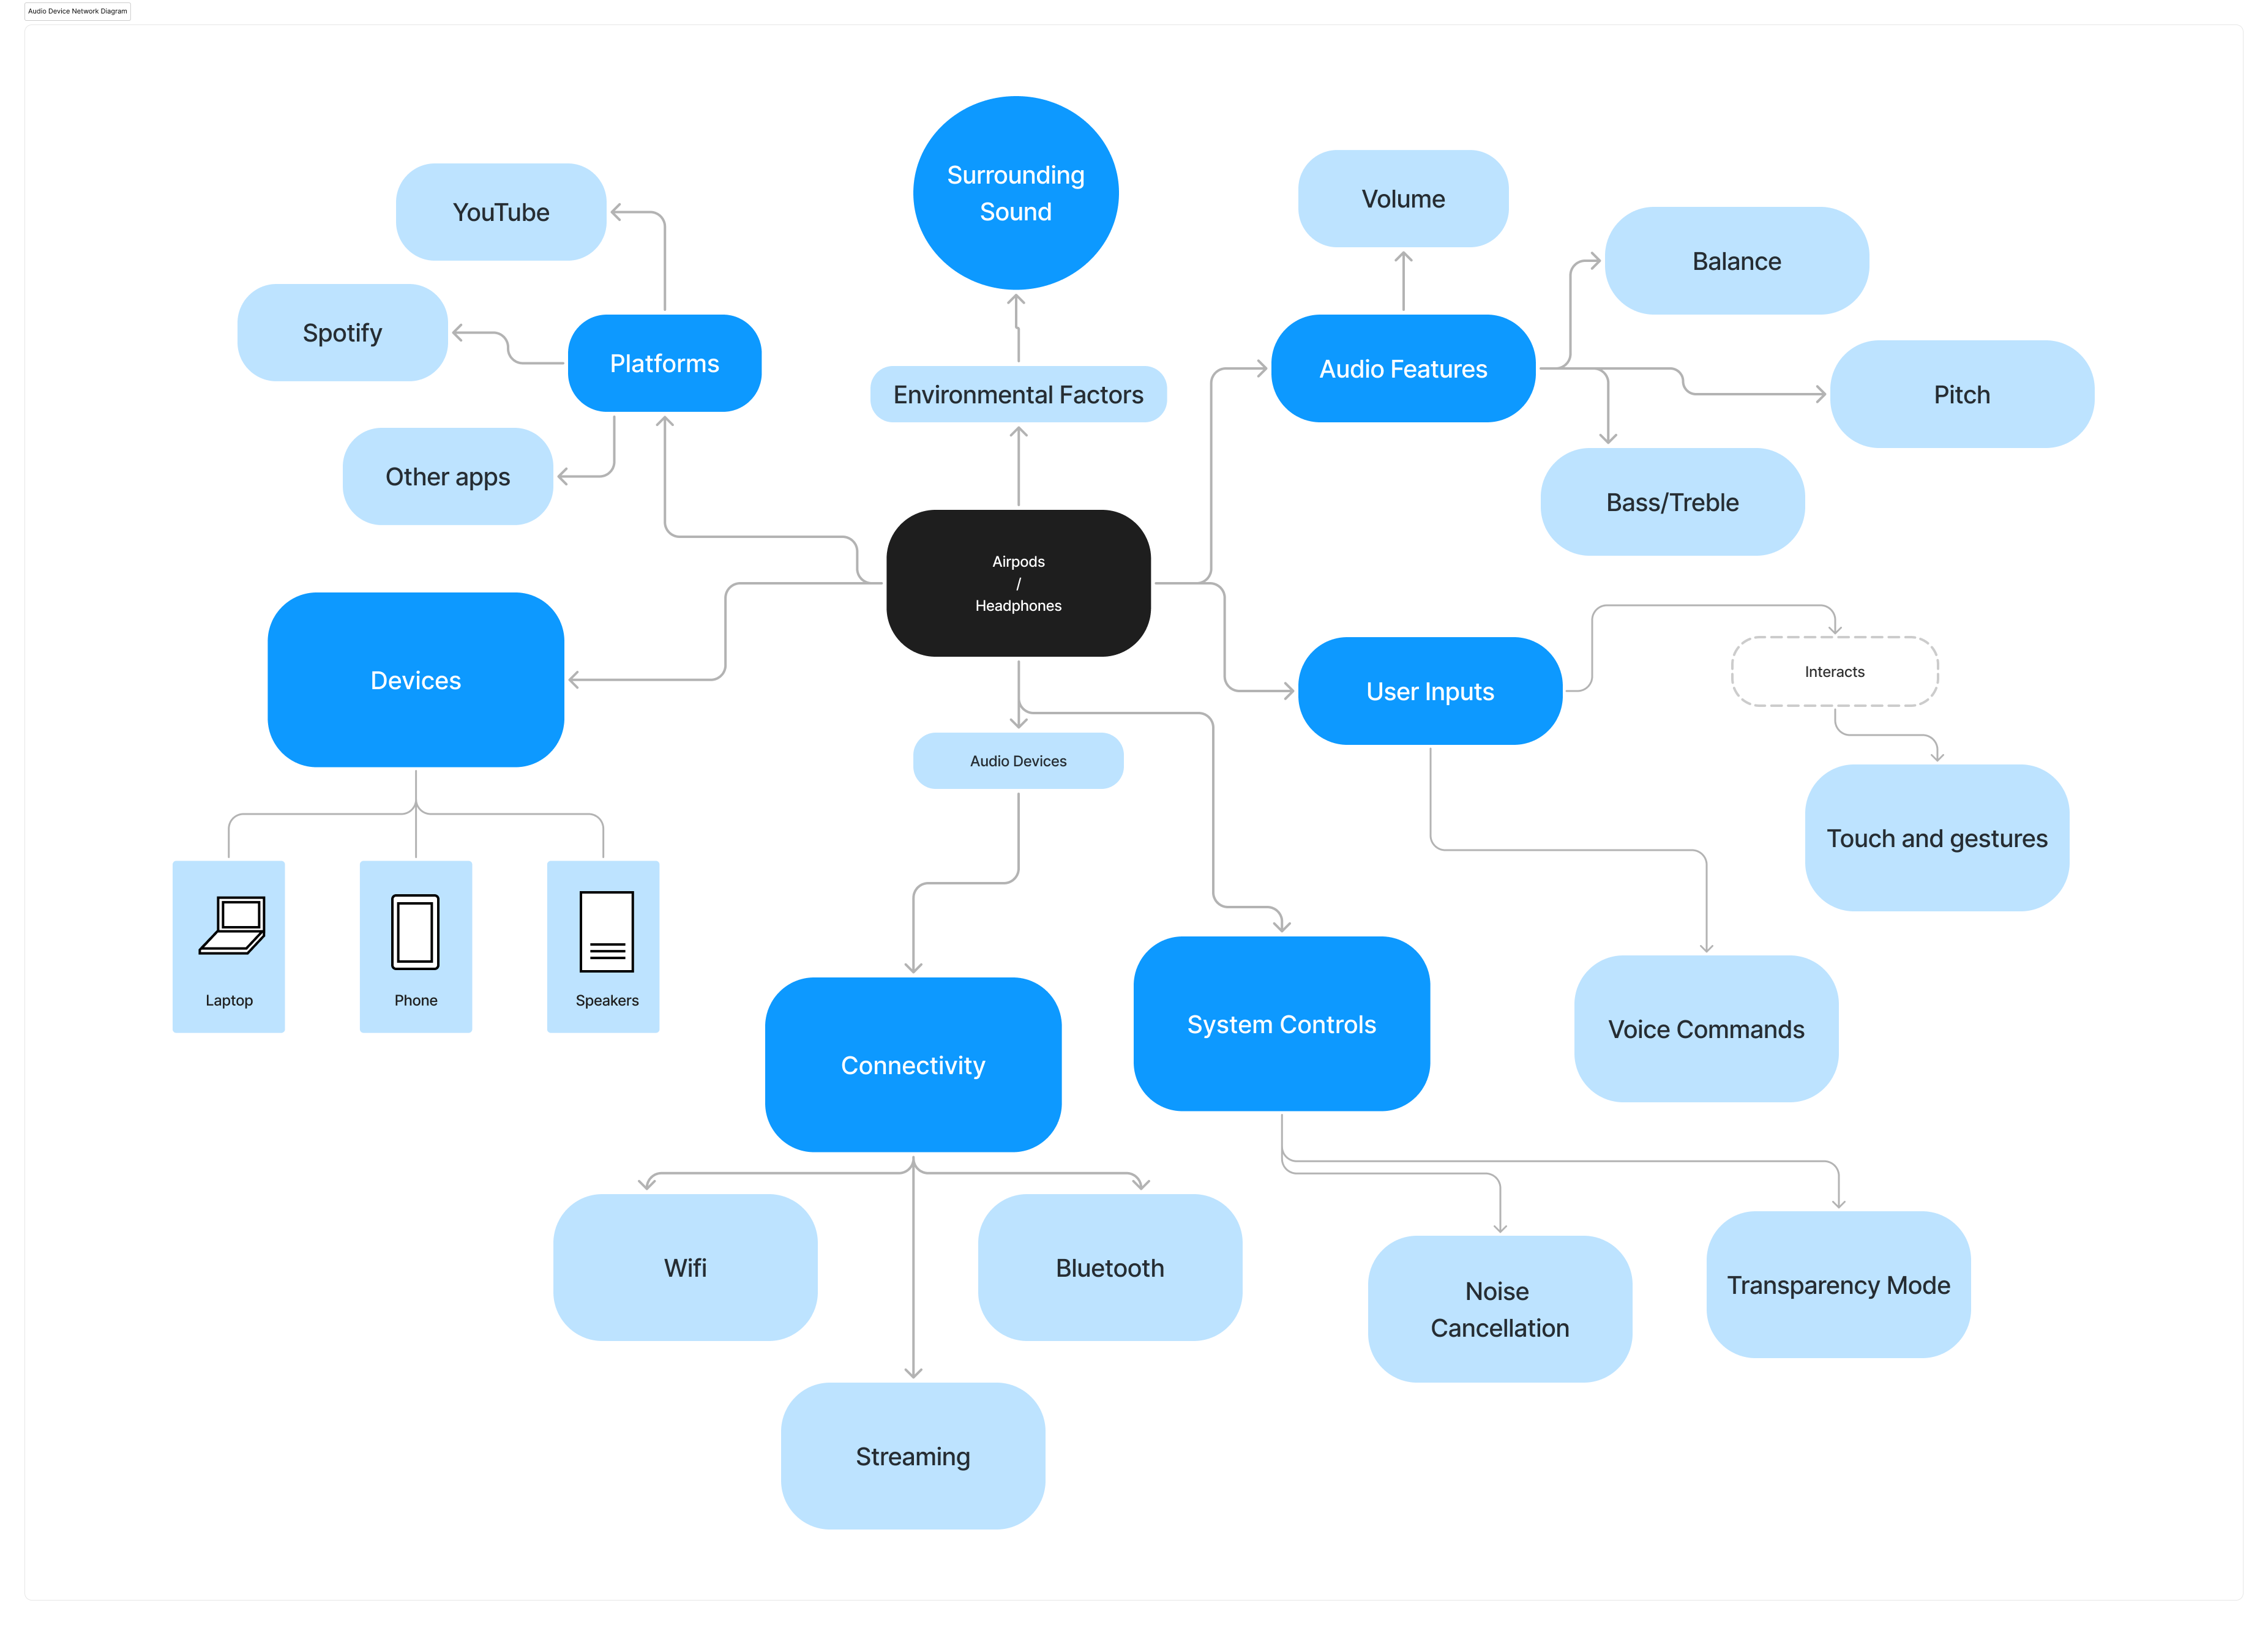 Audio Device Network Diagram
Surrounding
Sound
Volume
YouTube
Balance
Spotify
Platforms
Audio Features
Environmental Factors
Pitch
Other apps
Bass/Treble
Airpods
/
Headphones
Devices
User Inputs
Interacts
Audio Devices
Touch and gestures
Laptop
Phone
Speakers
System Controls
Voice Commands
Connectivity
Wifi
Bluetooth
Noise
Cancellation
Transparency Mode
Streaming